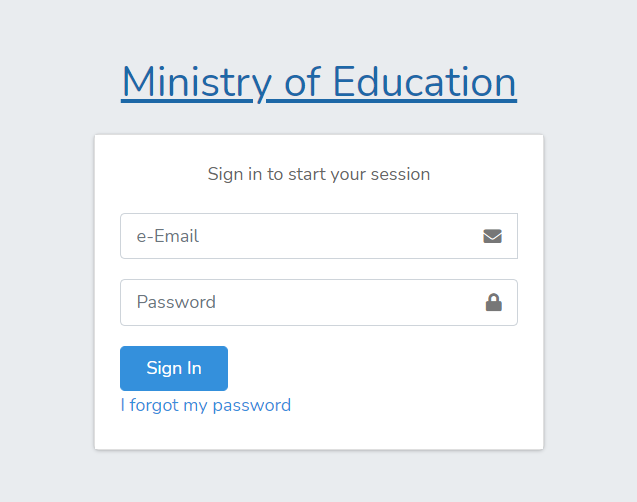 Ministry of Education
Sign in to start your session
e-Email
Password
Sign In
I forgot my password